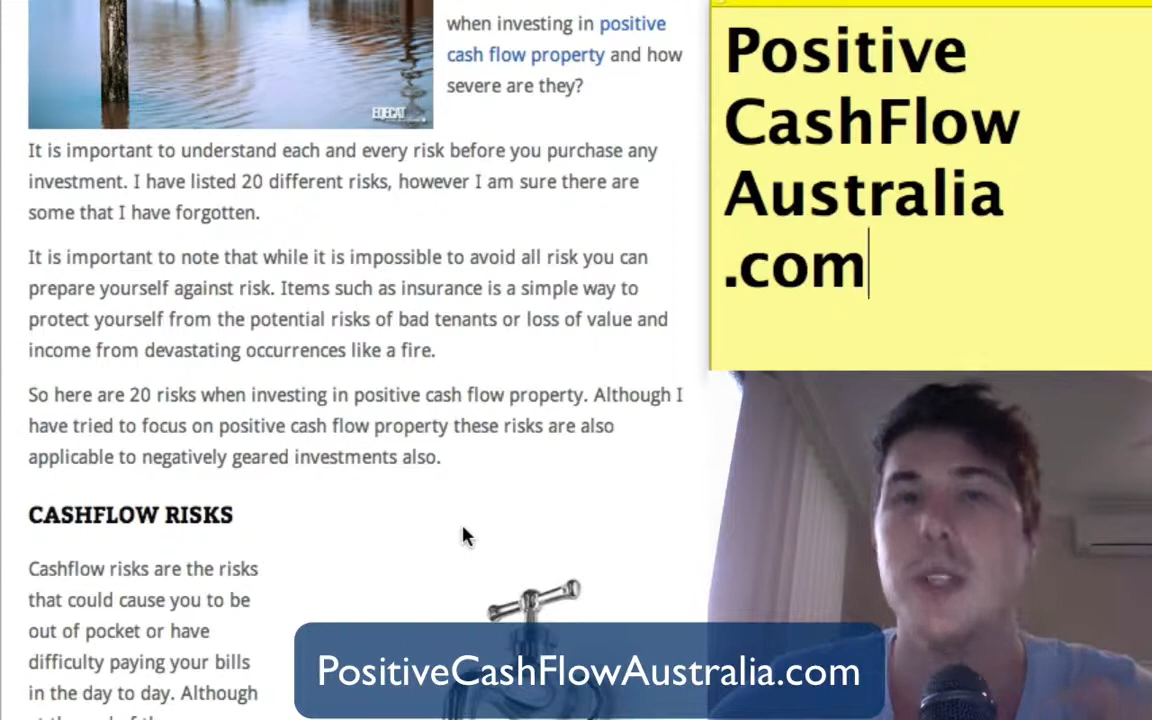 when investing in positive
cash flow property and how
severe are they?
EQECAT
It is important to understand each and every risk before you purchase any
investment. I have listed 20 different risks, however I am sure there are
some that I have forgotten.
It is important to note that while it is impossible to avoid all risk you can
prepare yourself against risk. Items such as insurance is a simple way to
protect yourself from the potential risks of bad tenants or loss of value and
income from devastating occurrences like a fire.
So here are 20 risks when investing in positive cash flow property. Although I
have tried to focus on positive cash flow property these risks are also
applicable to negatively geared investments also.
CASHFLOW RISKS
Cashflow risks are the risks
that could cause you to be
out of pocket or have
difficulty paying your bills
in the day to day. Although
Positive
CashFlow
Australia
.com
PositiveCashFlowAustralia.com